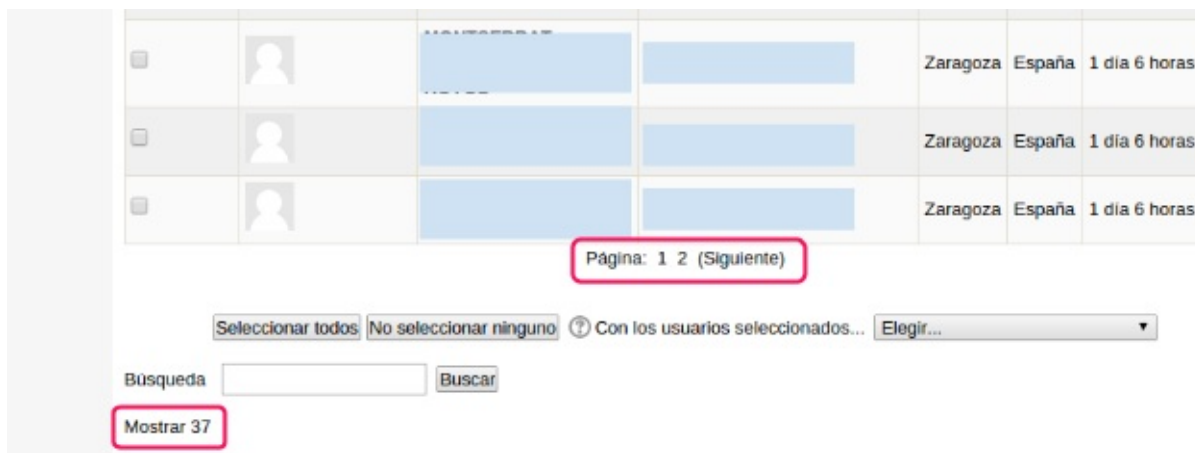 Zaragoza España 1 día 6 horas
Zaragoza España 1 día 6 horas
Zaragoza España 1 día 6 horas
Página: 1 2 (Siguiente)
Seleccionar todos No seleccionar ninguno Con los usuarios seleccionados... Elegir...
Búsqueda Buscar
Mostrar 37